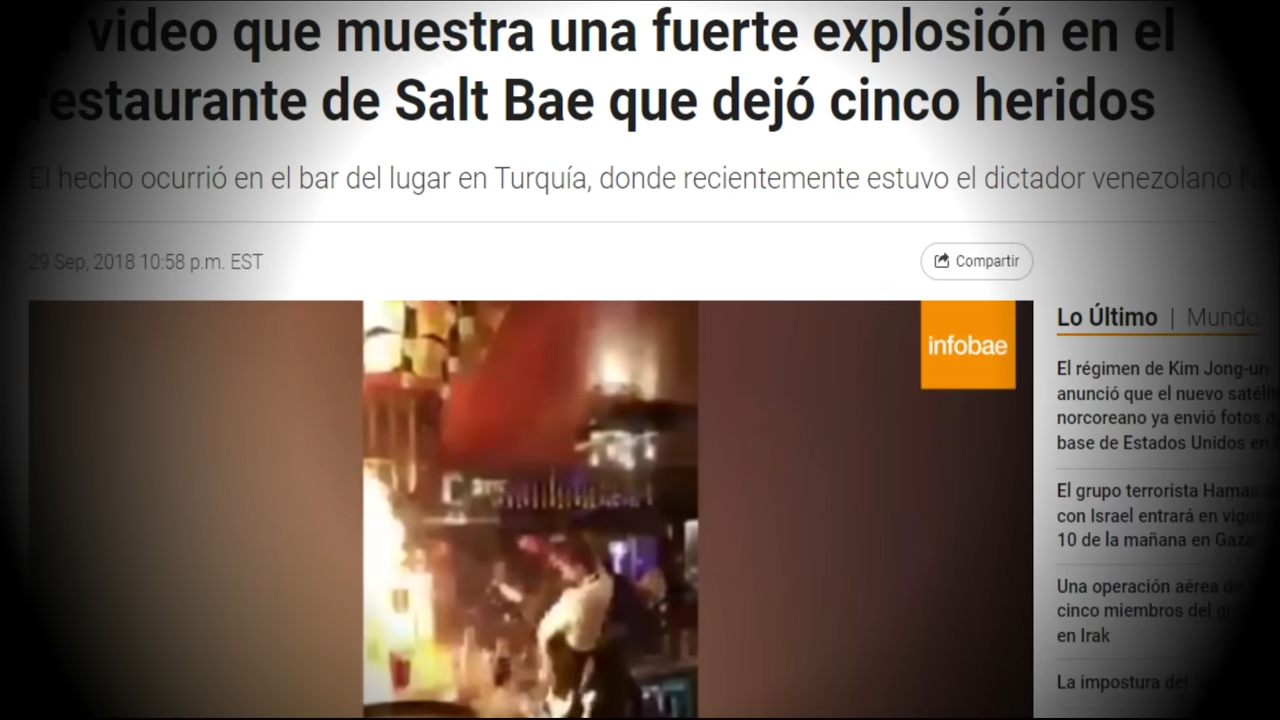 video que muestra una fuerte explosión en el
restaurante de Salt Bae que dejó cinco heridos
El hecho ocurrió en el bar del lugar en Turquía, donde recientemente estuvo el dictador venezolano
29 Sep, 2018 10:58 p.m. EST
Compartir
infobae
Lo Último | Mundo
El régimen de Kim Jong-un
anunció que el nuevo satélite
norcoreano ya envió fotos
base de Estados Unidos en
El grupo terrorista Hamas
con Israel entrará en vigor
10 de la mañana en Gaza
Una operación aérea
cinco miembros del
en Irak
La impostura del